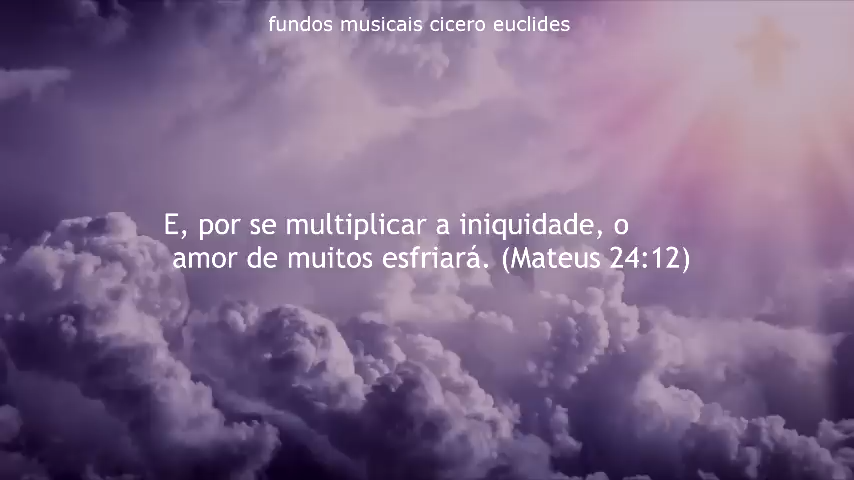 fundos musicais cicero euclides
E, por se multiplicar a iniquidade, o
amor de muitos esfriará. (Mateus 24:12)